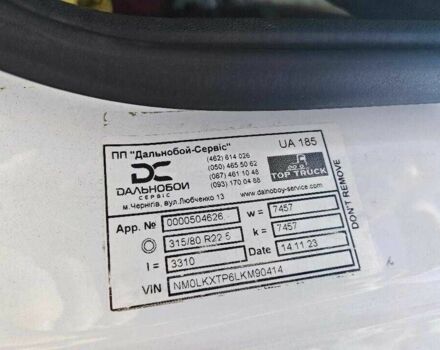 ПП "Дальнобой-Сервіс"
UA 185
DC
ДАЛЬНОБОЙ
СЕРВІС
м.Чернігів, вул.Любченко 13
(462) 614 026
(050) 465 50 62
(067) 461 10 48
(093) 170 04 88
TOP TRUCK
www.dalnoboy-service.com
App. № 0000504626 w = 7457
315/80 R22.5 k = 7457
l = 3310 Date 14.11.23
VIN NM0LKXTP6LKM90414
DON'T REMOVE